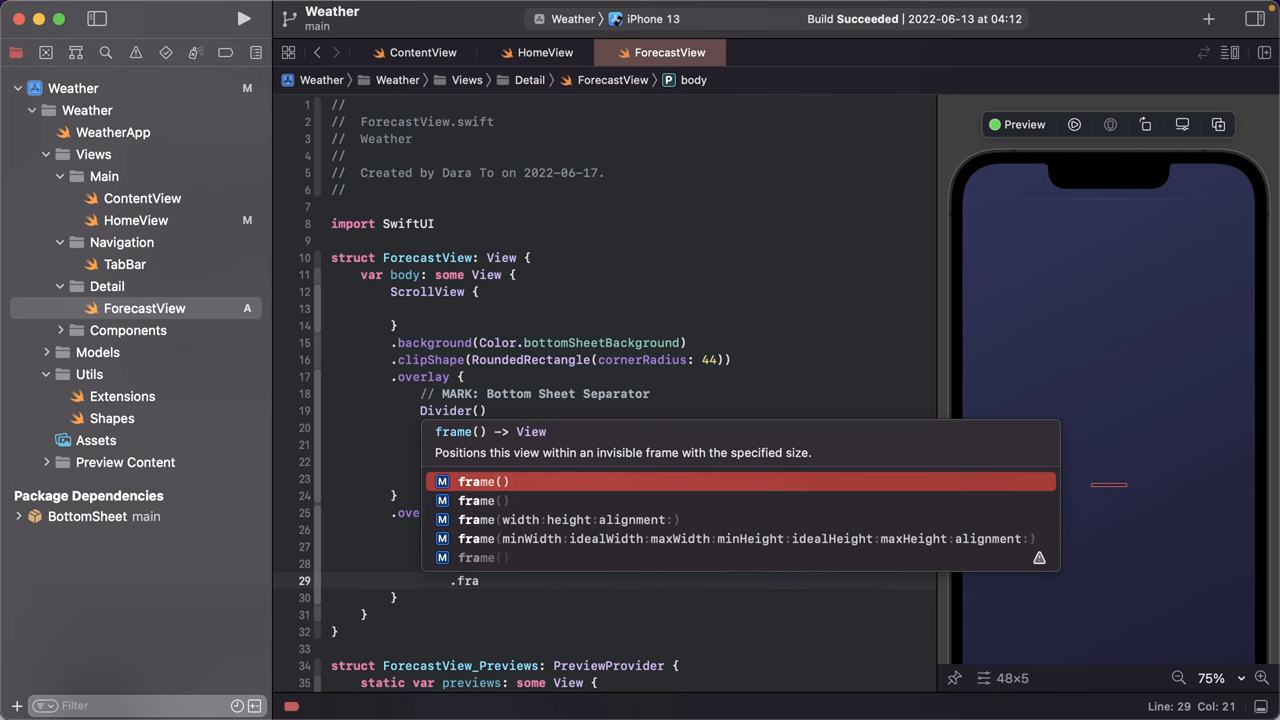 Weather
main
Weather 〉 iPhone 13
Build Succeeded | 2022-06-13 at 04:12
ContentView
HomeView
ForecastView
Weather 〉 Weather 〉 Views 〉 Detail 〉 ForecastView 〉 P body
Weather M
Weather
WeatherApp
Views
Main
ContentView
HomeView M
Navigation
TabBar
Detail
ForecastView A
Components
Models
Utils
Extensions
Shapes
Assets
Preview Content
Package Dependencies
BottomSheet main
Filter
1 //
2 // ForecastView.swift
3 // Weather
4 //
5 // Created by Dara To on 2022-06-17.
6 //
7
8 import SwiftUI
9
10 struct ForecastView: View {
11 var body: some View {
12 ScrollView {
13
14 }
15 .background(Color.bottomSheetBackground)
16 .clipShape(RoundedRectangle(cornerRadius: 44))
17 .overlay {
18 // MARK: Bottom Sheet Separator
19 Divider()
20
21
22
23
24 }
25 .ove
26
27
28
29 .fra
30 }
31 }
32 }
33
34 struct ForecastView_Previews: PreviewProvider {
35 static var previews: some View {
frame() -> View
Positions this view within an invisible frame with the specified size.
M frame()
M frame()
M frame(width:height:alignment:)
M frame(minWidth:idealWidth:maxWidth:minHeight:idealHeight:maxHeight:alignment:)
M frame()
Preview
48×5
75%
Line: 29 Col: 21